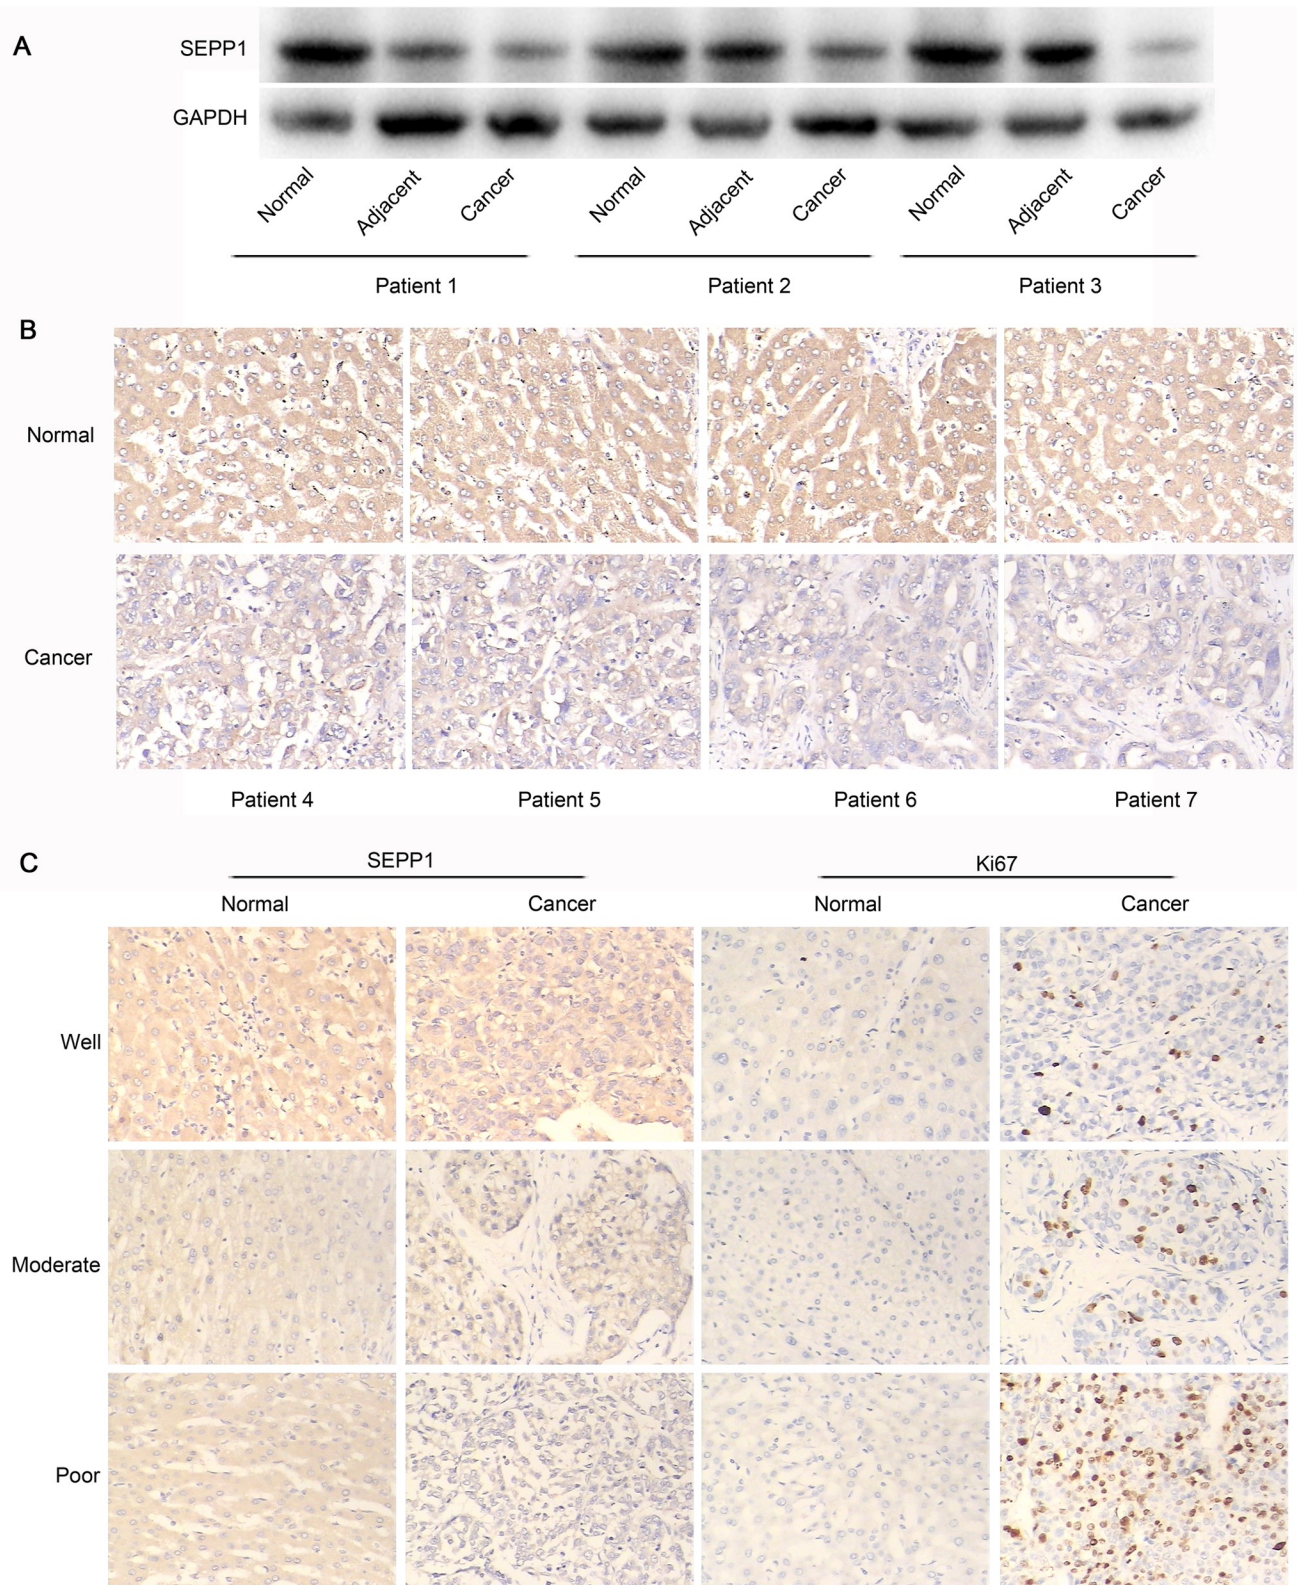 A
SEPP1
GAPDH
Normal Adjacent Cancer Normal Adjacent Cancer Normal Adjacent Cancer
Patient 1 Patient 2 Patient 3
B
Normal
Cancer
Patient 4 Patient 5 Patient 6 Patient 7
C
SEPP1 Ki67
Normal Cancer Normal Cancer
Well
Moderate
Poor